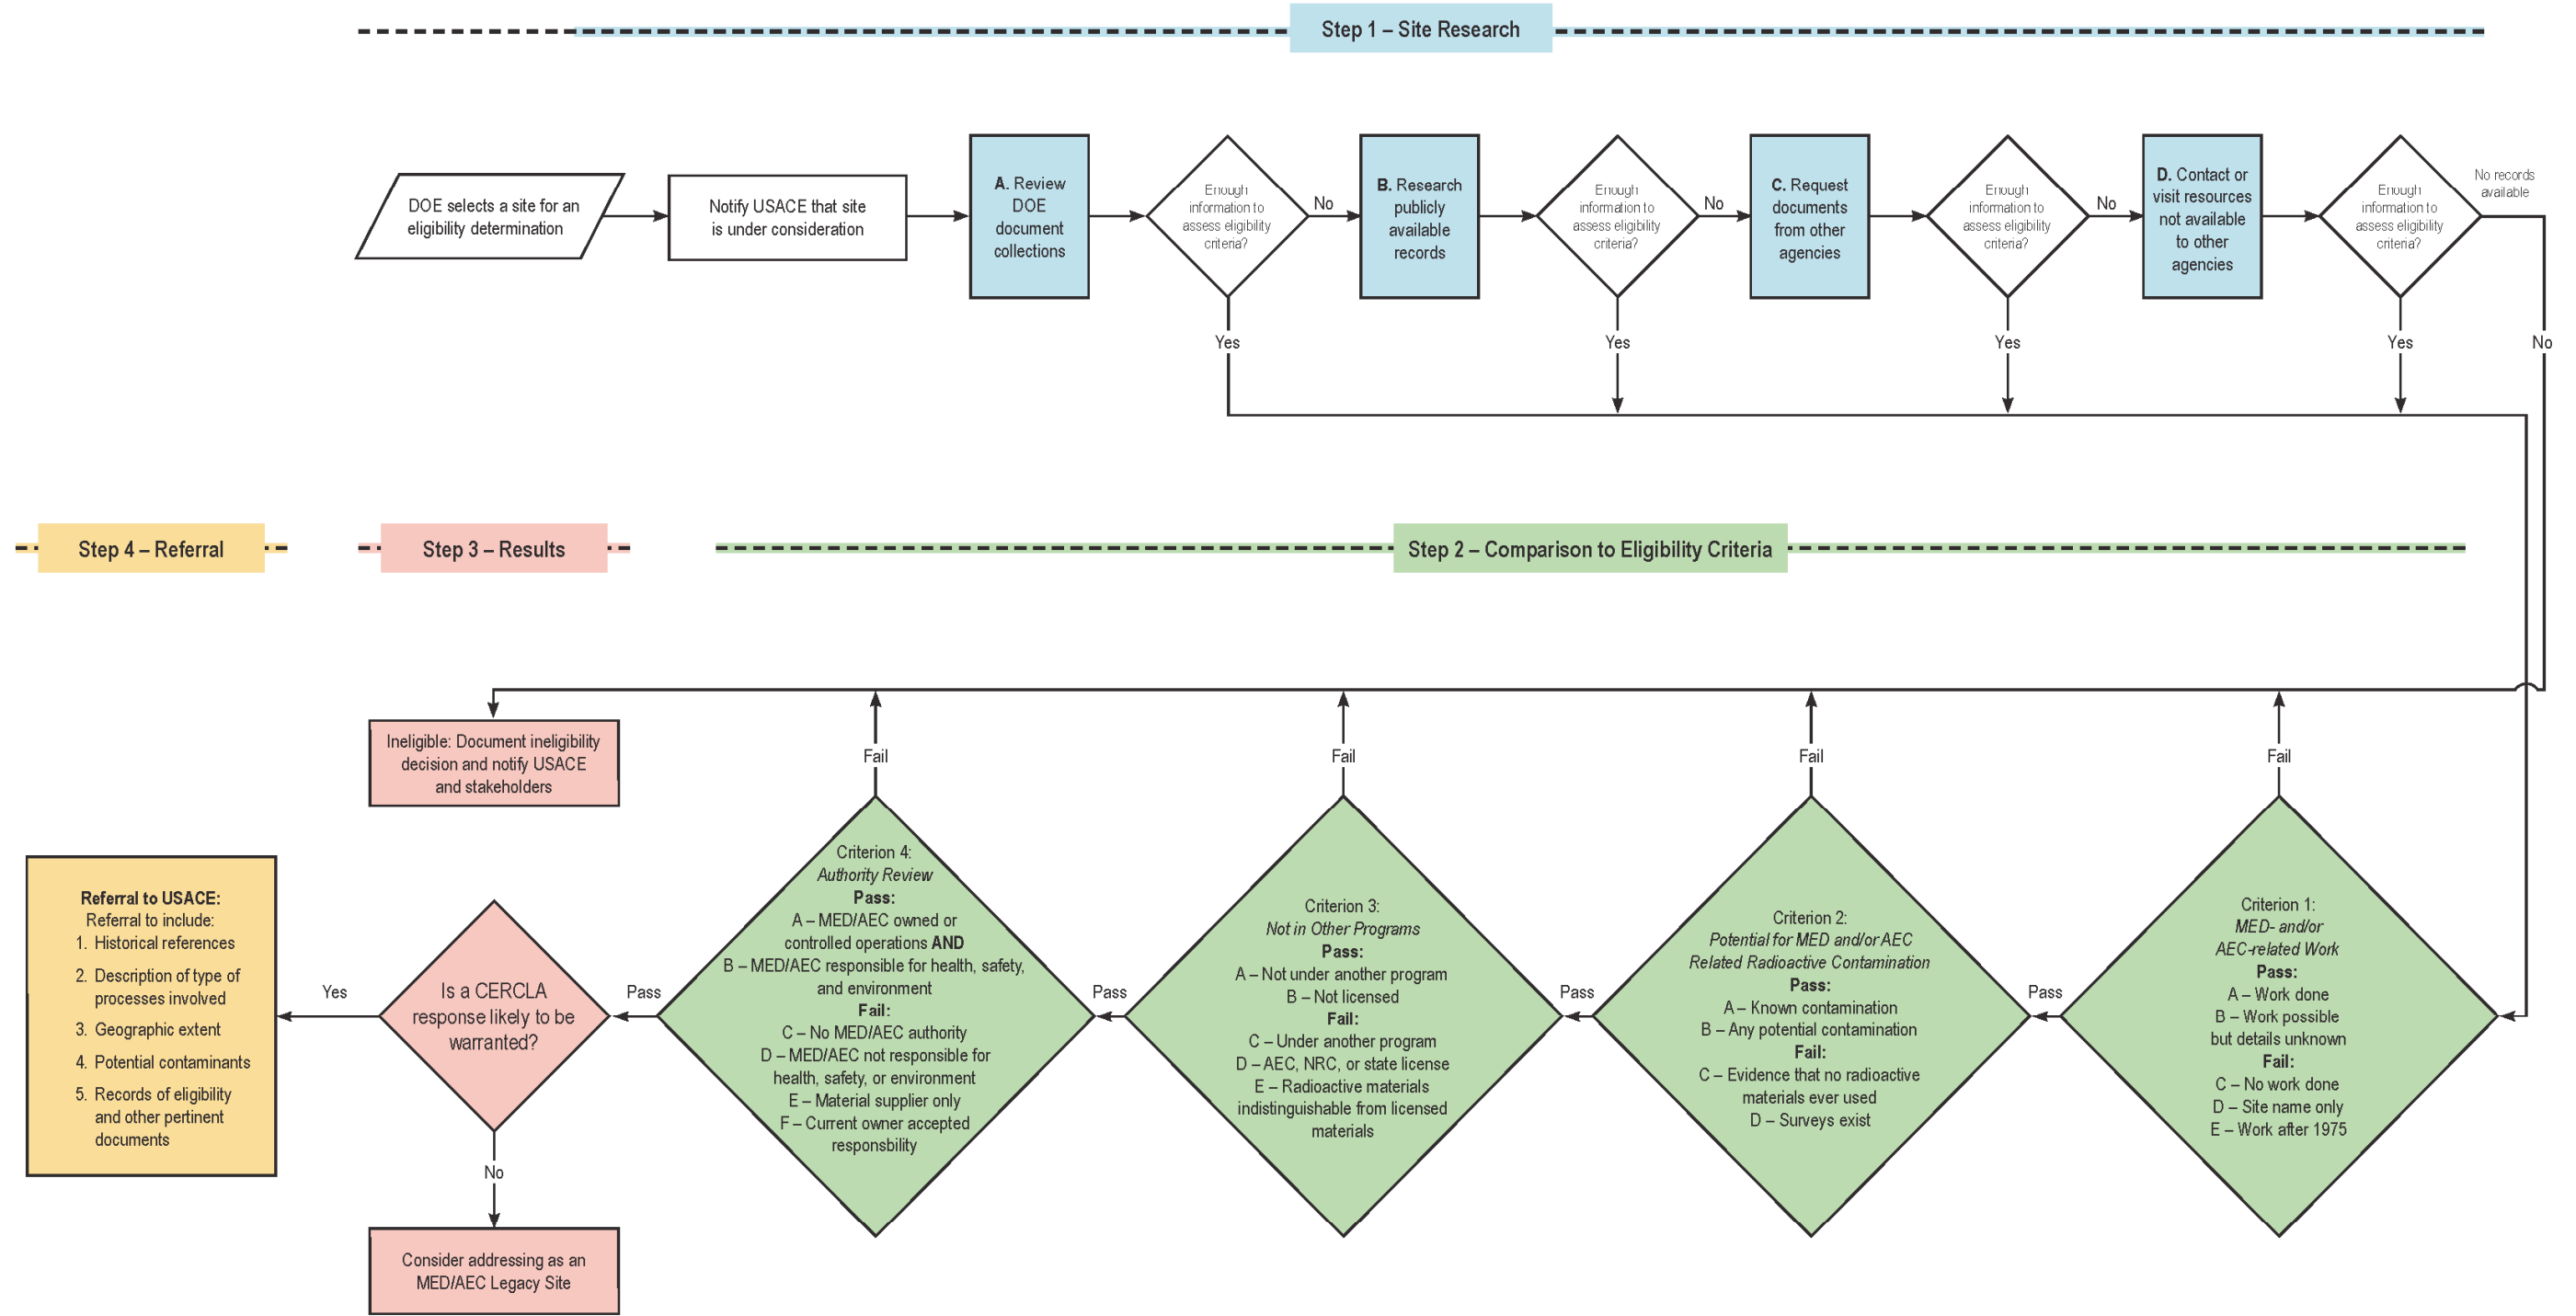 Step 1 – Site Research
DOE selects a site for an
eligibility determination
Notify USACE that site
is under consideration
A. Review
DOE
document
collections
Enough
information to
assess eligibility
criteria?
No
Yes
B. Research
publicly
available
records
Enough
information to
assess eligibility
criteria?
No
Yes
C. Request
documents
from other
agencies
Enough
information to
assess eligibility
criteria?
No
Yes
D. Contact or
visit resources
not available
to other
agencies
Enough
information to
assess eligibility
criteria?
No records
available
Yes
No
Step 4 – Referral
Step 3 – Results
Step 2 – Comparison to Eligibility Criteria
Ineligible: Document ineligibility
decision and notify USACE
and stakeholders
Fail
Fail
Fail
Fail
Referral to USACE:
Referral to include:
1. Historical references
2. Description of type of
processes involved
3. Geographic extent
4. Potential contaminants
5. Records of eligibility
and other pertinent
documents
Yes
Is a CERCLA
response likely to be
warranted?
No
Consider addressing as an
MED/AEC Legacy Site
Pass
Criterion 4:
Authority Review
Pass:
A – MED/AEC owned or
controlled operations AND
B – MED/AEC responsible for health, safety,
and environment
Fail:
C – No MED/AEC authority
D – MED/AEC not responsible for
health, safety, or environment
E – Material supplier only
F – Current owner accepted
responsbility
Pass
Criterion 3:
Not in Other Programs
Pass:
A – Not under another program
B – Not licensed
Fail:
C – Under another program
D – AEC, NRC, or state license
E – Radioactive materials
indistinguishable from licensed
materials
Pass
Criterion 2:
Potential for MED and/or AEC
Related Radioactive Contamination
Pass:
A – Known contamination
B – Any potential contamination
Fail:
C – Evidence that no radioactive
materials ever used
D – Surveys exist
Pass
Criterion 1:
MED- and/or
AEC-related Work
Pass:
A – Work done
B – Work possible
but details unknown
Fail:
C – No work done
D – Site name only
E – Work after 1975